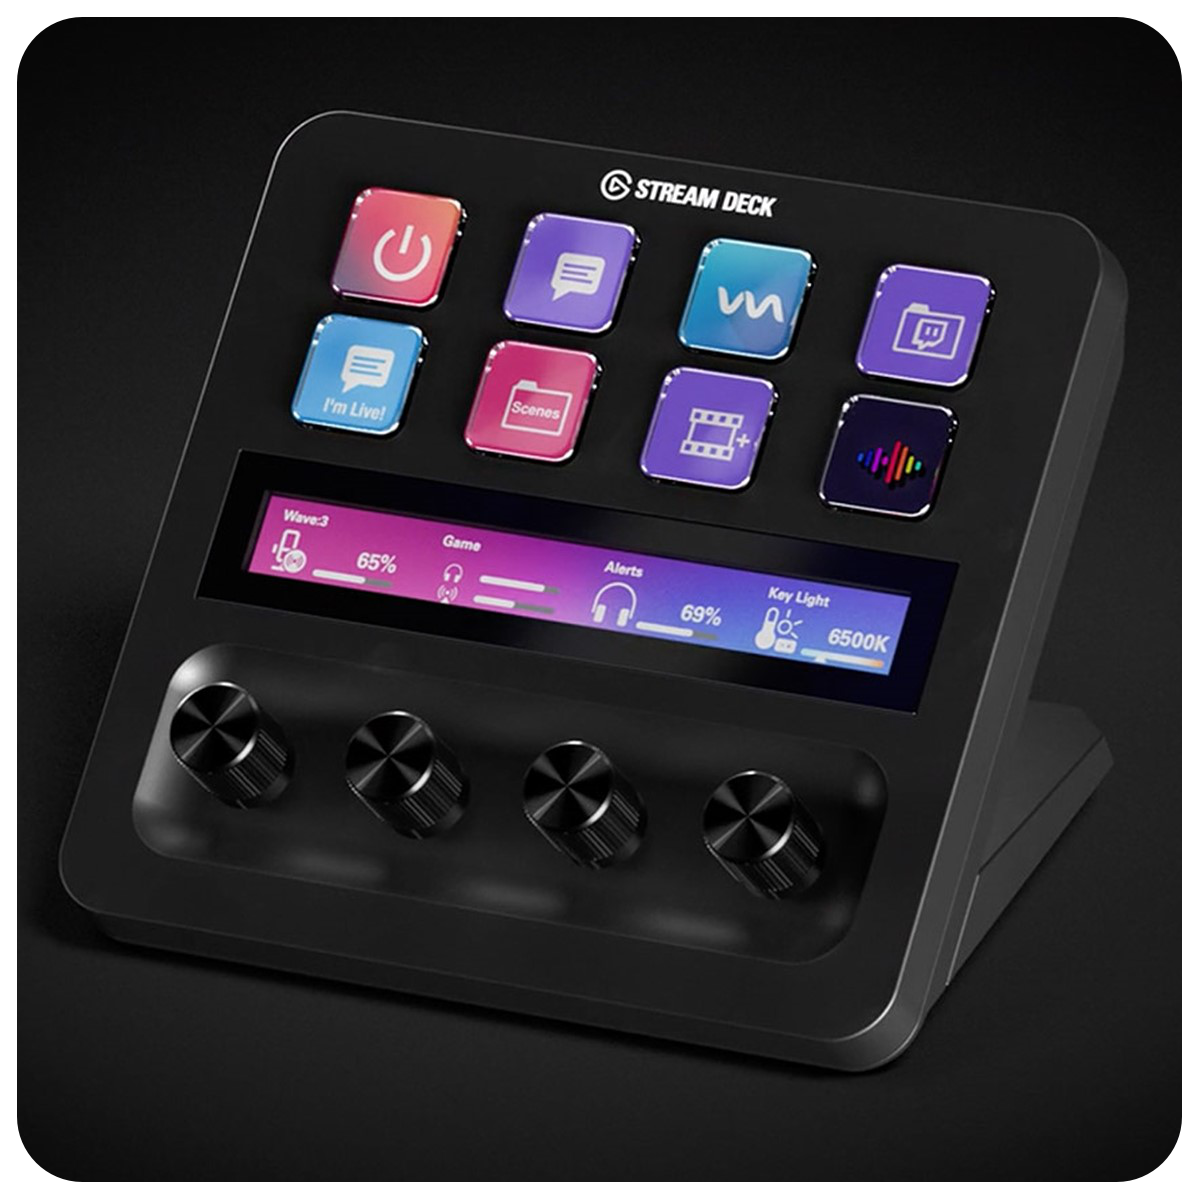 STREAM DECK
I'm Live!
Scenes
Wave:3
65%
Game
Alerts
69%
Key Light
6500K